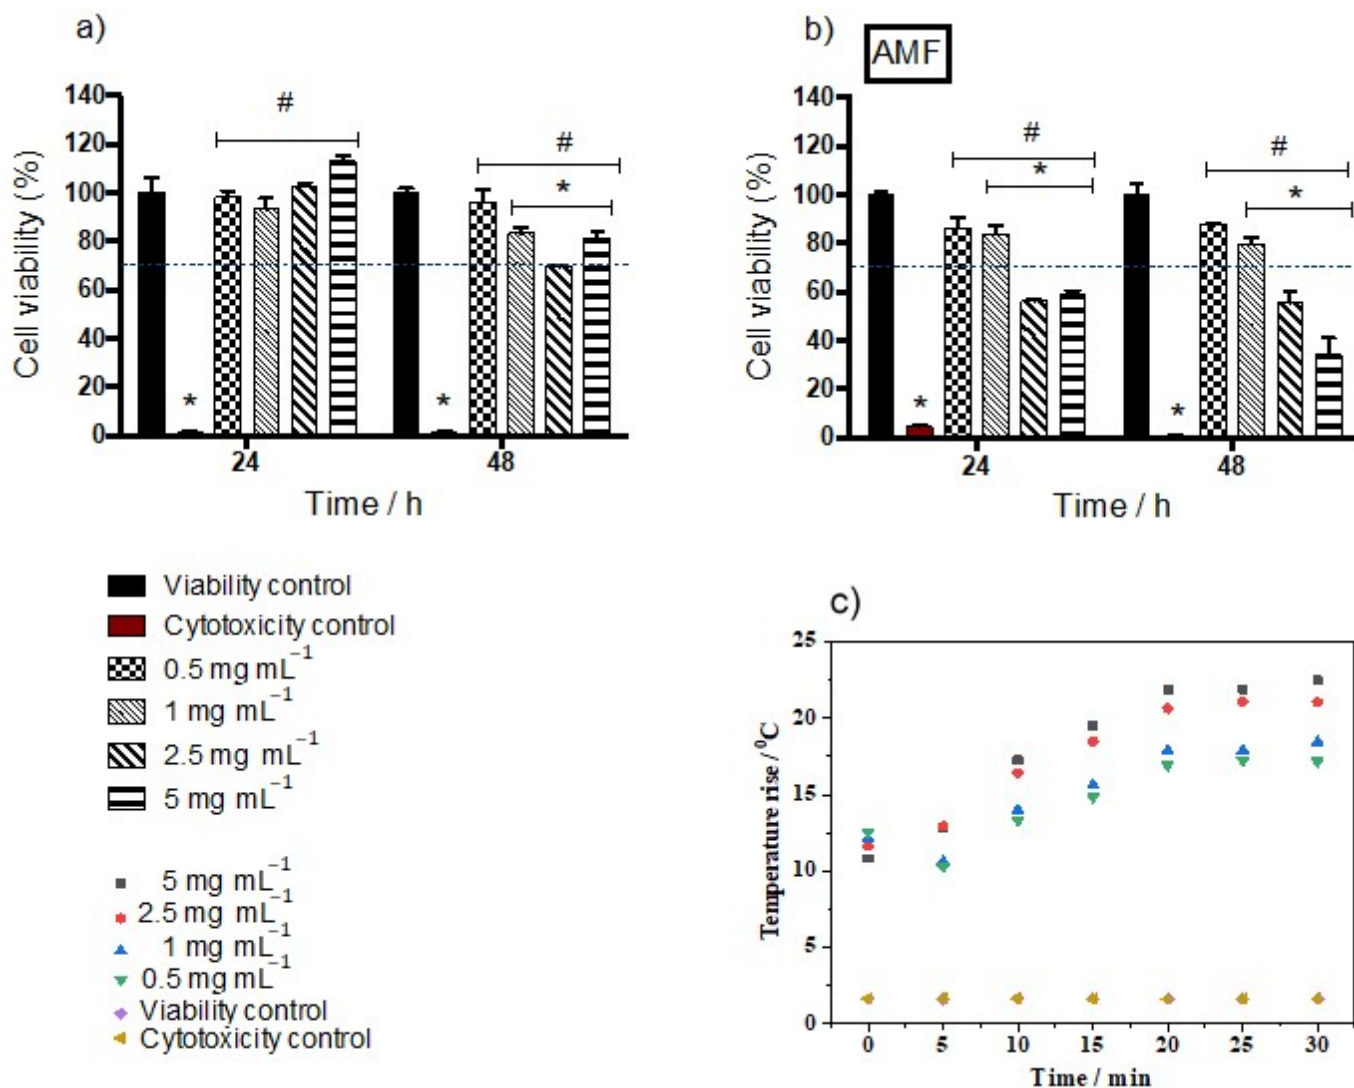 a)
140
120
100
80
60
40
20
0
Cell viability (%)
#
#
*
*
*
24 48
Time / h
b)
AMF
140
120
100
80
60
40
20
0
Cell viability (%)
#
#
*
*
*
*
24 48
Time / h
Viability control
Cytotoxicity control
0.5 mg mL⁻¹
1 mg mL⁻¹
2.5 mg mL⁻¹
5 mg mL⁻¹
5 mg mL⁻¹
2.5 mg mL⁻¹
1 mg mL⁻¹
0.5 mg mL⁻¹
Viability control
Cytotoxicity control
c)
25
20
15
10
5
0
Temperature rise / ⁰C
0 5 10 15 20 25 30
Time / min